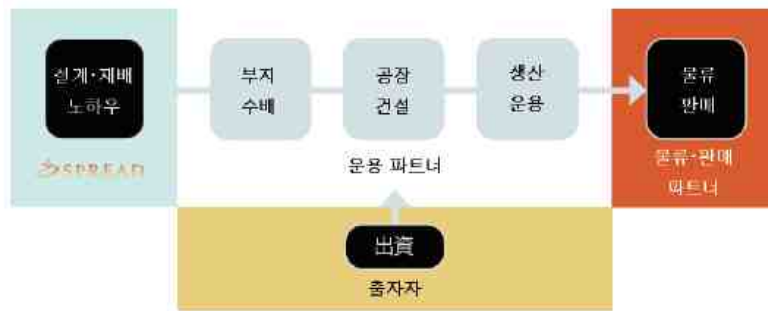 설계·재배
노하우
SPREAD
부지
수배
공장
건설
생산
운용
운용 파트너
물류
판매
물류·판매
파트너
出資
출자자